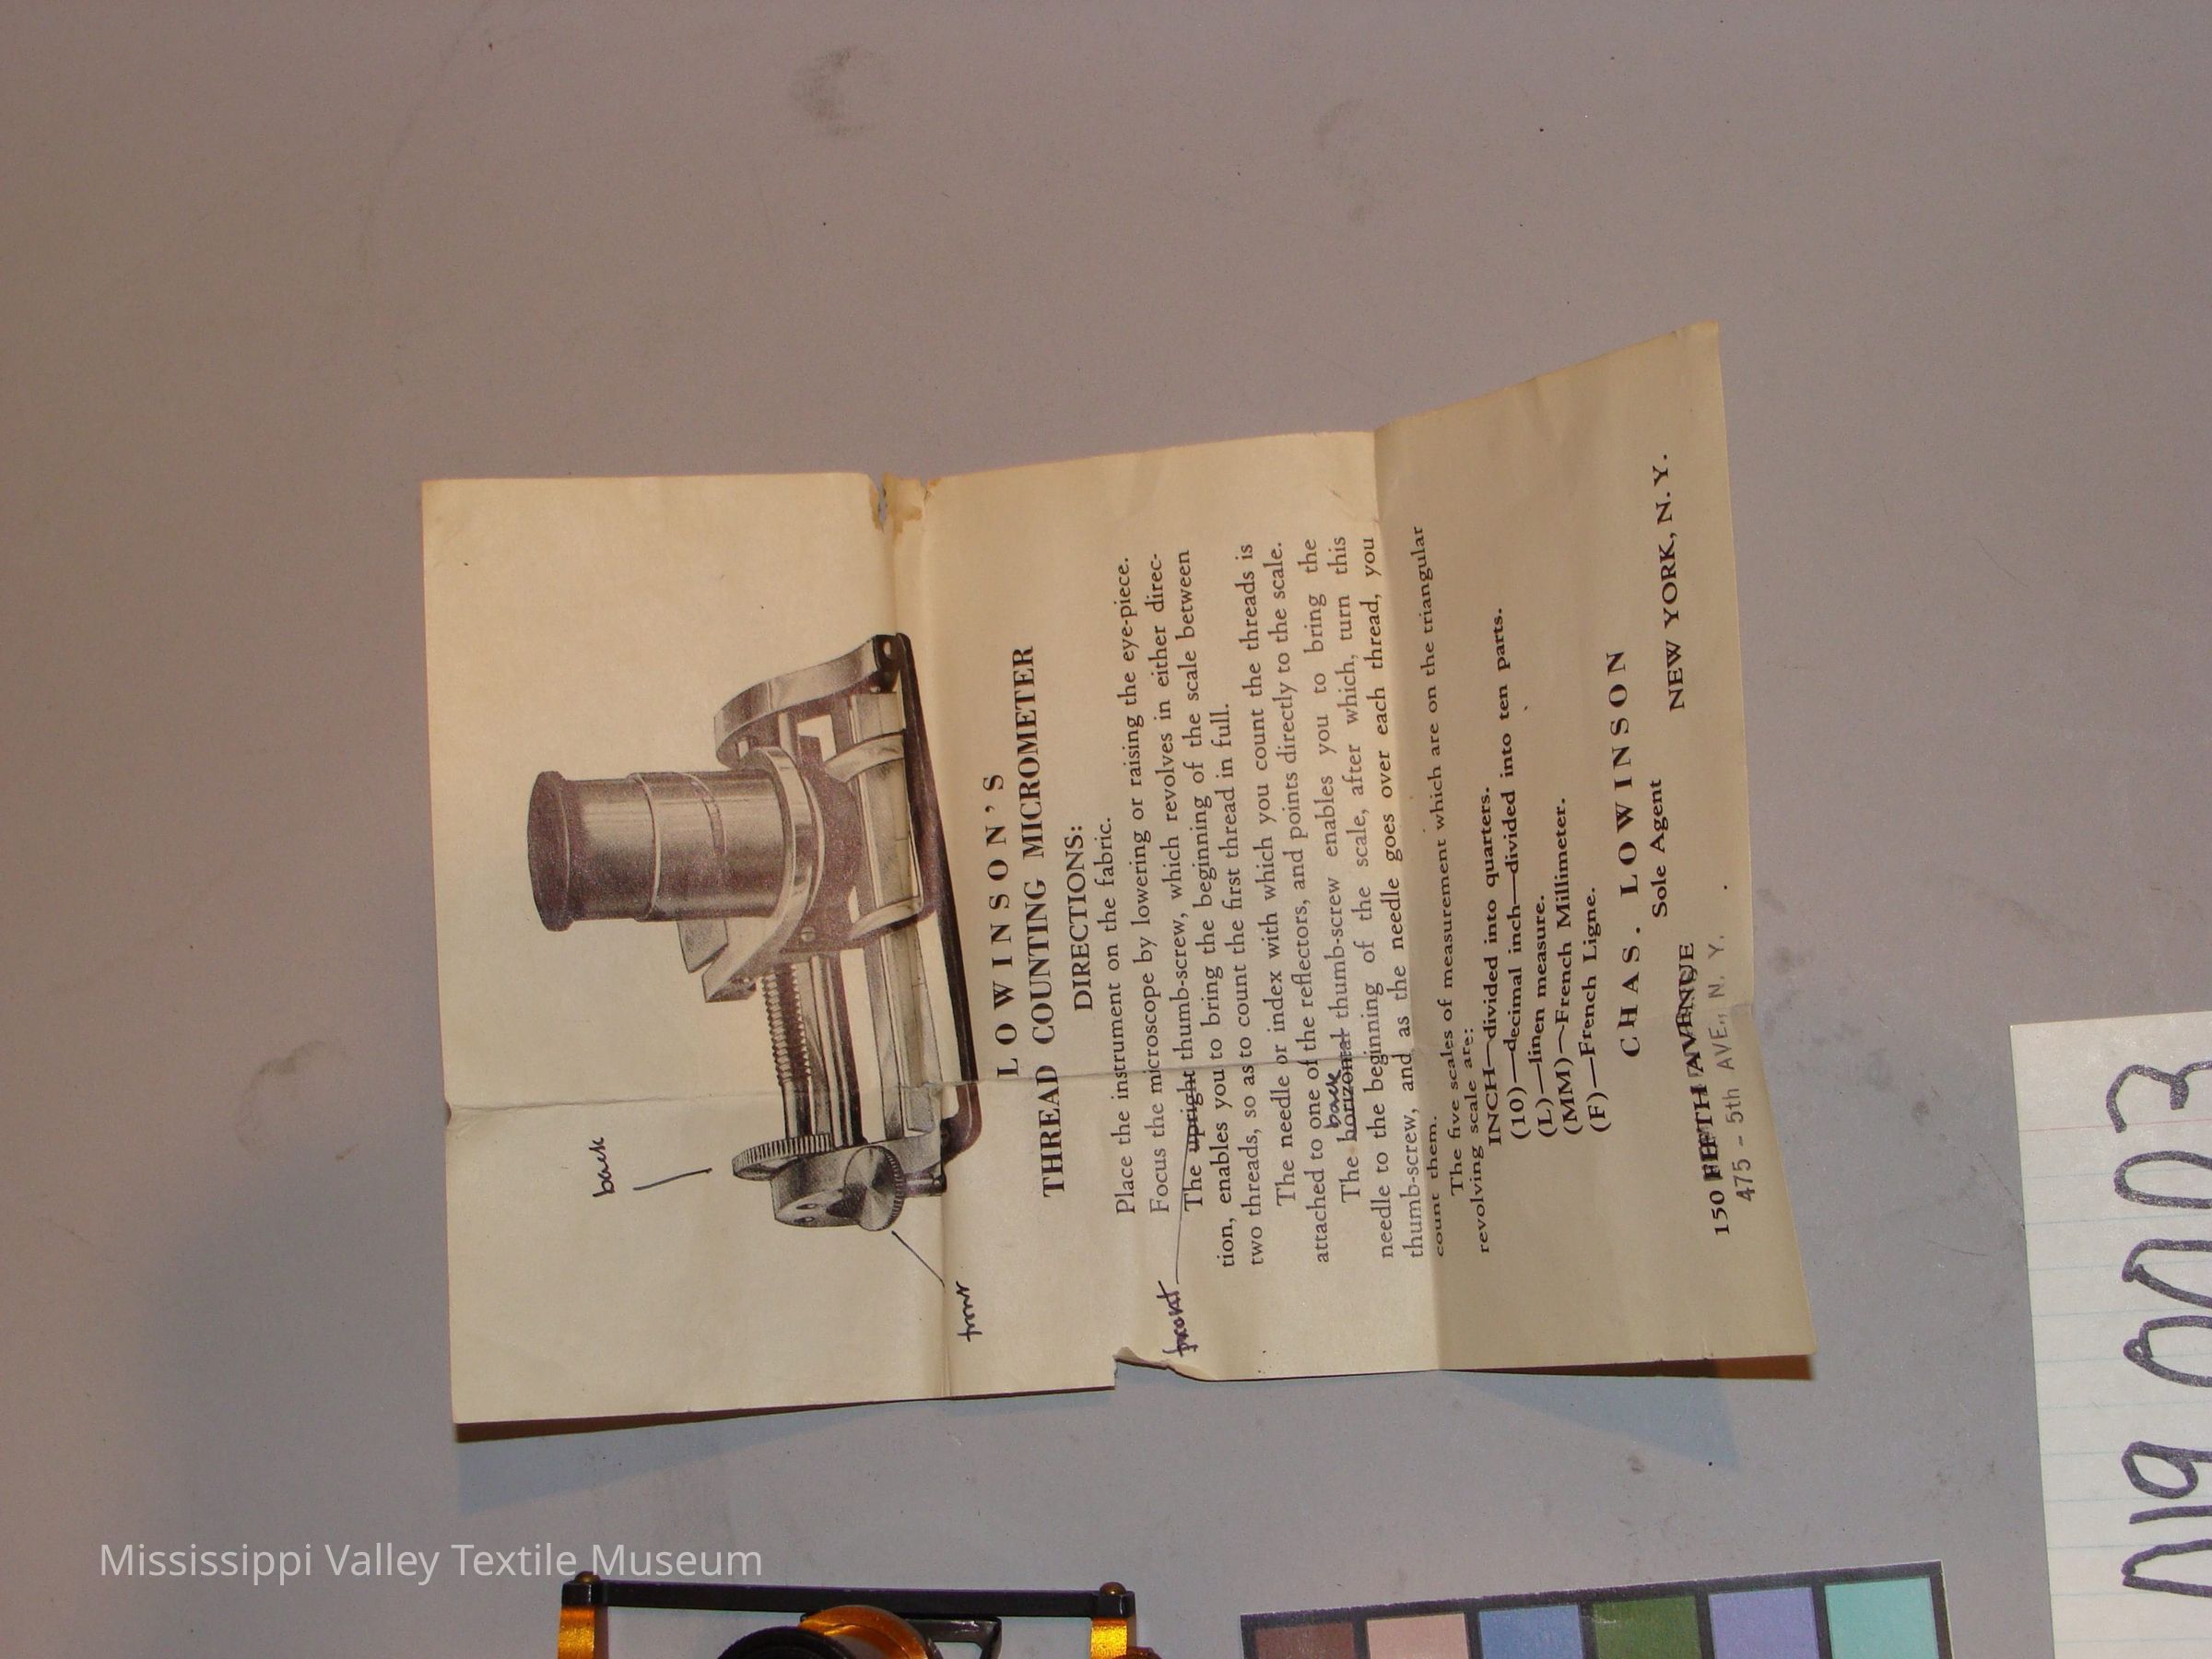 back
front
LOWINSON'S
THREAD COUNTING MICROMETER
DIRECTIONS:
Place the instrument on the fabric.
Focus the microscope by lowering or raising the eye-piece.
front
The upright thumb-screw, which revolves in either direc-
tion, enables you to bring the beginning of the scale between
two threads, so as to count the first thread in full.
The needle or index with which you count the threads is
attached to one of the reflectors, and points directly to the scale.
back
The horizontal thumb-screw enables you to bring the
needle to the beginning of the scale, after which, turn this
thumb-screw, and as the needle goes over each thread, you
count them.
The five scales of measurement which are on the triangular
revolving scale are:
INCH—divided into quarters.
(10)—decimal inch—divided into ten parts.
(L)—linen measure.
(MM)—French Millimeter.
(F)—French Ligne.
CHAS. LOWINSON
Sole Agent
150 FIFTH AVENUE NEW YORK, N. Y.
475 - 5th AVE., N. Y.
Mississippi Valley Textile Museum